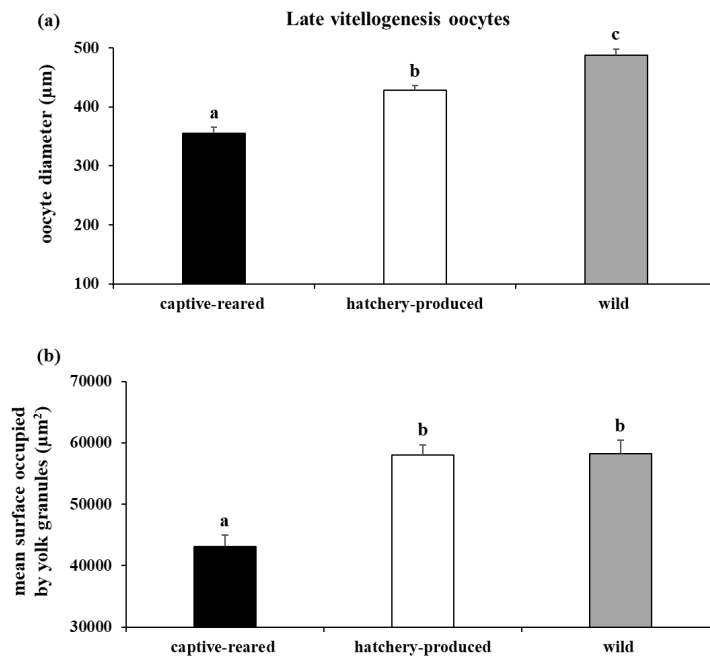 (a)
Late vitellogenesis oocytes
oocyte diameter (µm)
500
400
300
200
100
a
b
c
captive-reared
hatchery-produced
wild
(b)
mean surface occupied
by yolk granules (µm²)
70000
60000
50000
40000
30000
a
b
b
captive-reared
hatchery-produced
wild